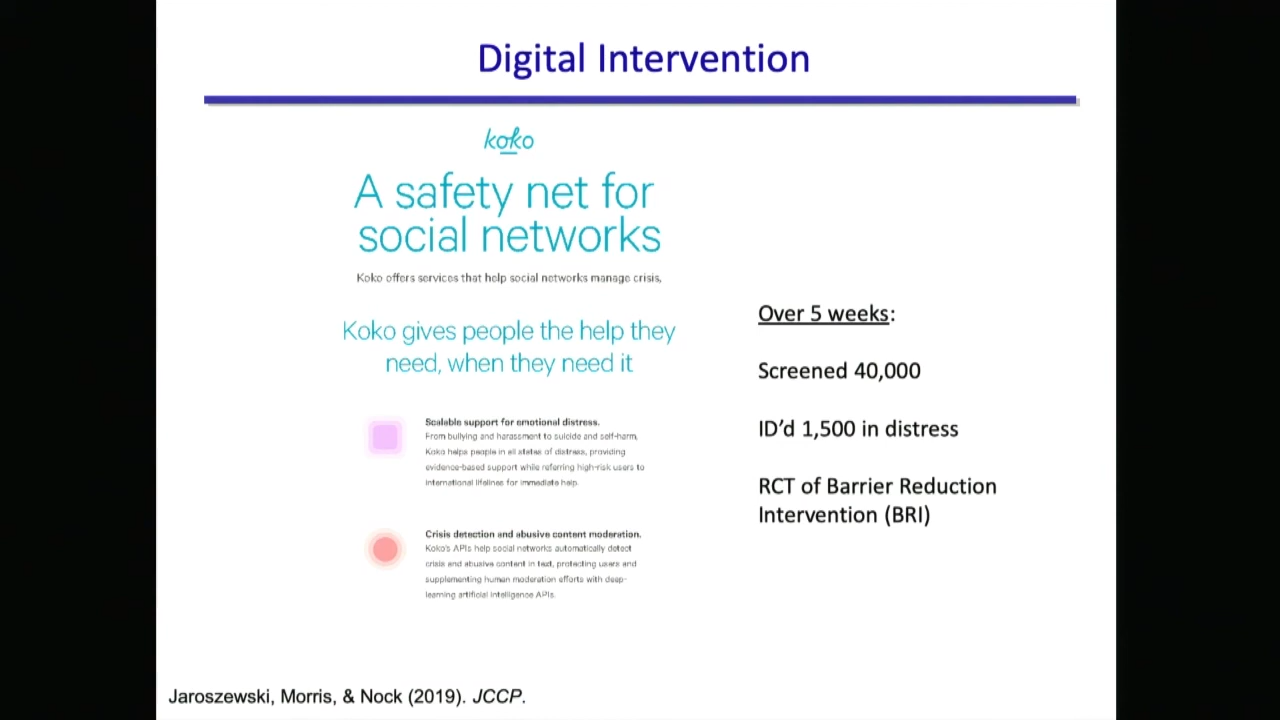 Digital Intervention
koko
A safety net for
social networks
Koko offers services that help social networks manage crisis,
Koko gives people the help they
need, when they need it
Scalable support for emotional distress.
From bullying and harassment to suicide and self-harm,
Koko helps people in all states of distress, providing
evidence-based support while referring high-risk users to
international lifelines for immediate help.
Crisis detection and abusive content moderation.
Koko's APIs help social networks automatically detect
crisis and abusive content in text, protecting users and
supplementing human moderation efforts with deep-
learning artificial intelligence APIs.
Over 5 weeks:
Screened 40,000
ID'd 1,500 in distress
RCT of Barrier Reduction
Intervention (BRI)
Jaroszewski, Morris, & Nock (2019). JCCP.